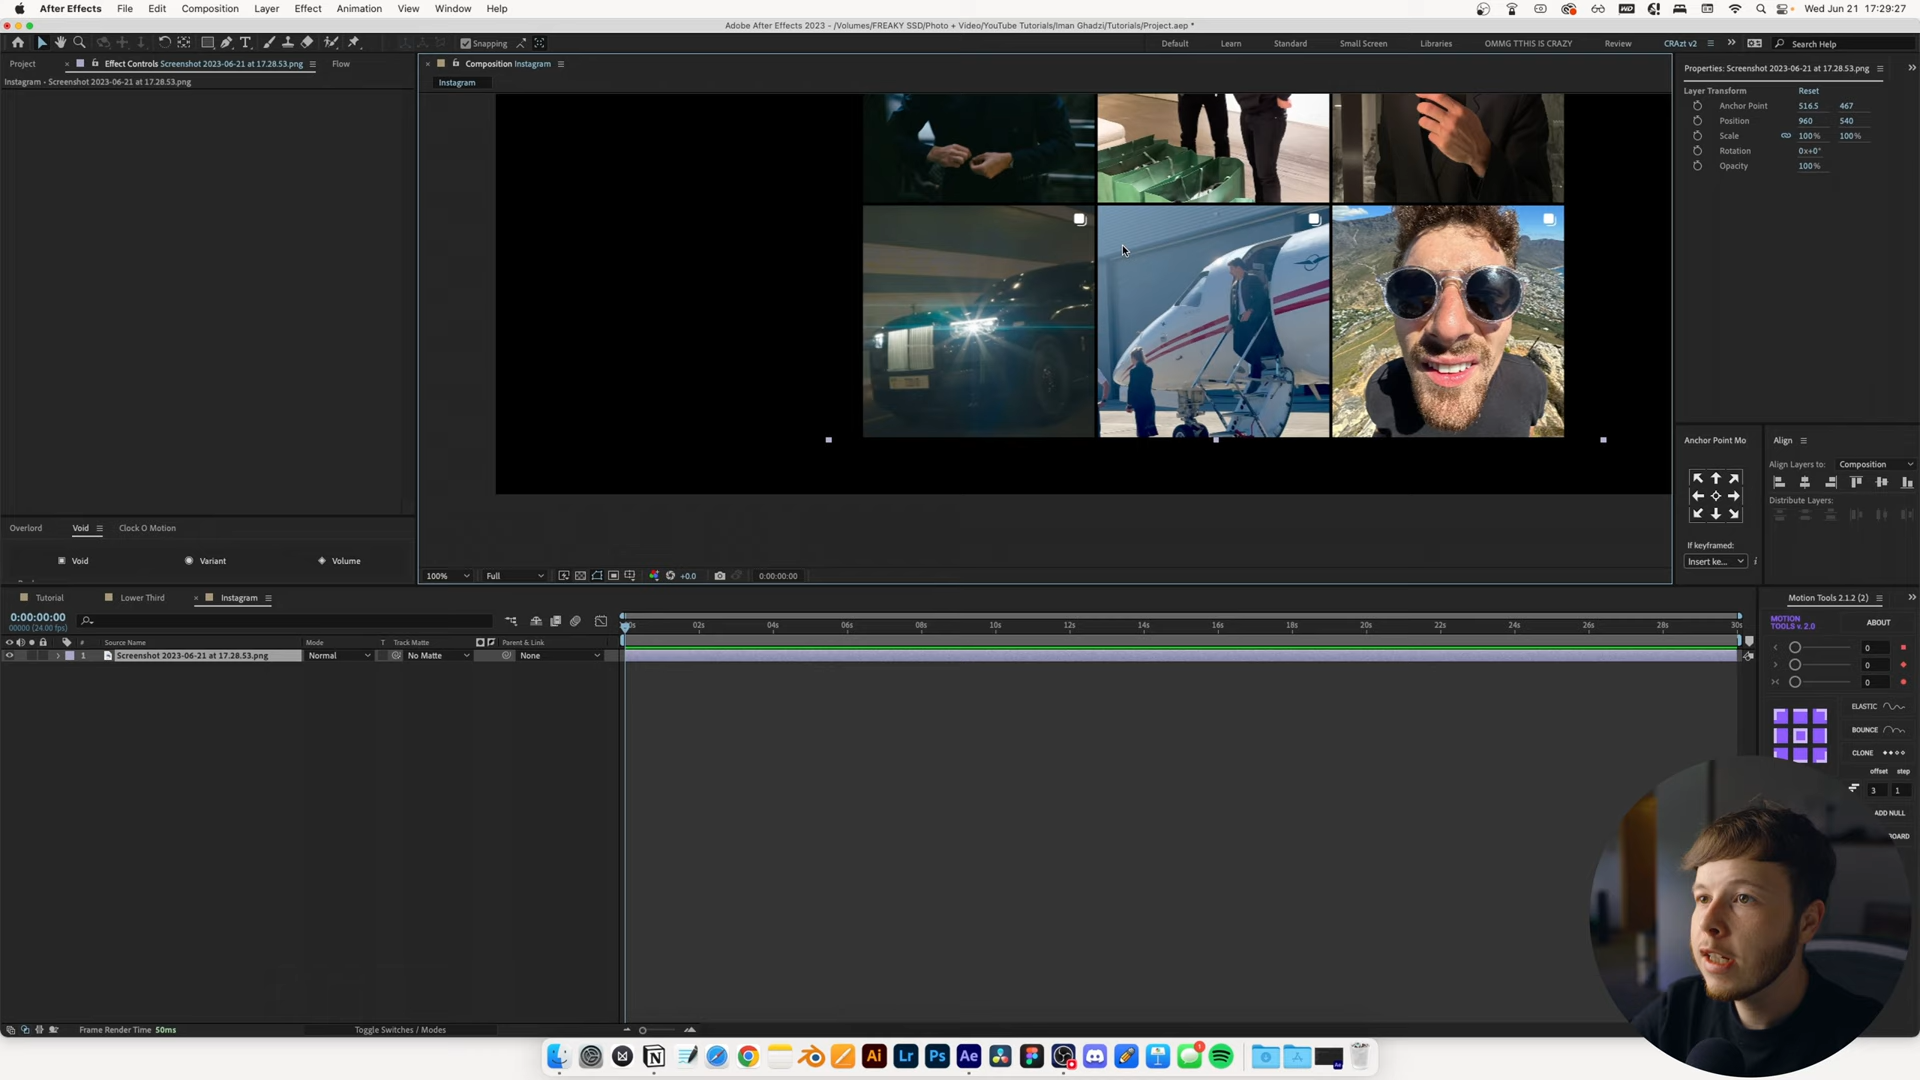 After Effects File Edit Composition Layer Effect Animation View Window Help Wed Jun 21 17:29:27
Adobe After Effects 2023 - /Volumes/FREAKY SSD/Photo + Video/YouTube Tutorials/Iman Ghadzi/Tutorials/Project.aep *
Snapping Default Learn Standard Small Screen Libraries OMMG TTHIS IS CRAZY Review CRAzt v2 Search Help
Project Effect Controls Screenshot 2023-06-21 at 17.28.53.png Flow Composition Instagram Properties: Screenshot 2023-06-21 at 17.28.53.png
Instagram • Screenshot 2023-06-21 at 17.28.53.png Instagram
Layer Transform Reset
Anchor Point 516.5 467
Position 960 540
Scale 100% 100%
Rotation 0x+0°
Opacity 100%
Anchor Point Mo Align
Align Layers to: Composition
Distribute Layers:
If keyframed:
Insert ke... i
Overlord Void Clock O Motion
Void Variant Volume
100% Full +0.0 0:00:00:00
Tutorial Lower Third Instagram Motion Tools 2.1.2 (2)
0:00:00:00
00000 (24.00 fps)
02s 04s 06s 08s 10s 12s 14s 16s 18s 20s 22s 24s 26s 28s 30s
# Source Name Mode T Track Matte Parent & Link
1 Screenshot 2023-06-21 at 17.28.53.png Normal No Matte None
MOTION
TOOLS v. 2.0
ABOUT
0
0
0
ELASTIC
BOUNCE
CLONE
offset step
3 1
ADD NULL
Frame Render Time 50ms Toggle Switches / Modes
Ai Lr Ps Ae
1